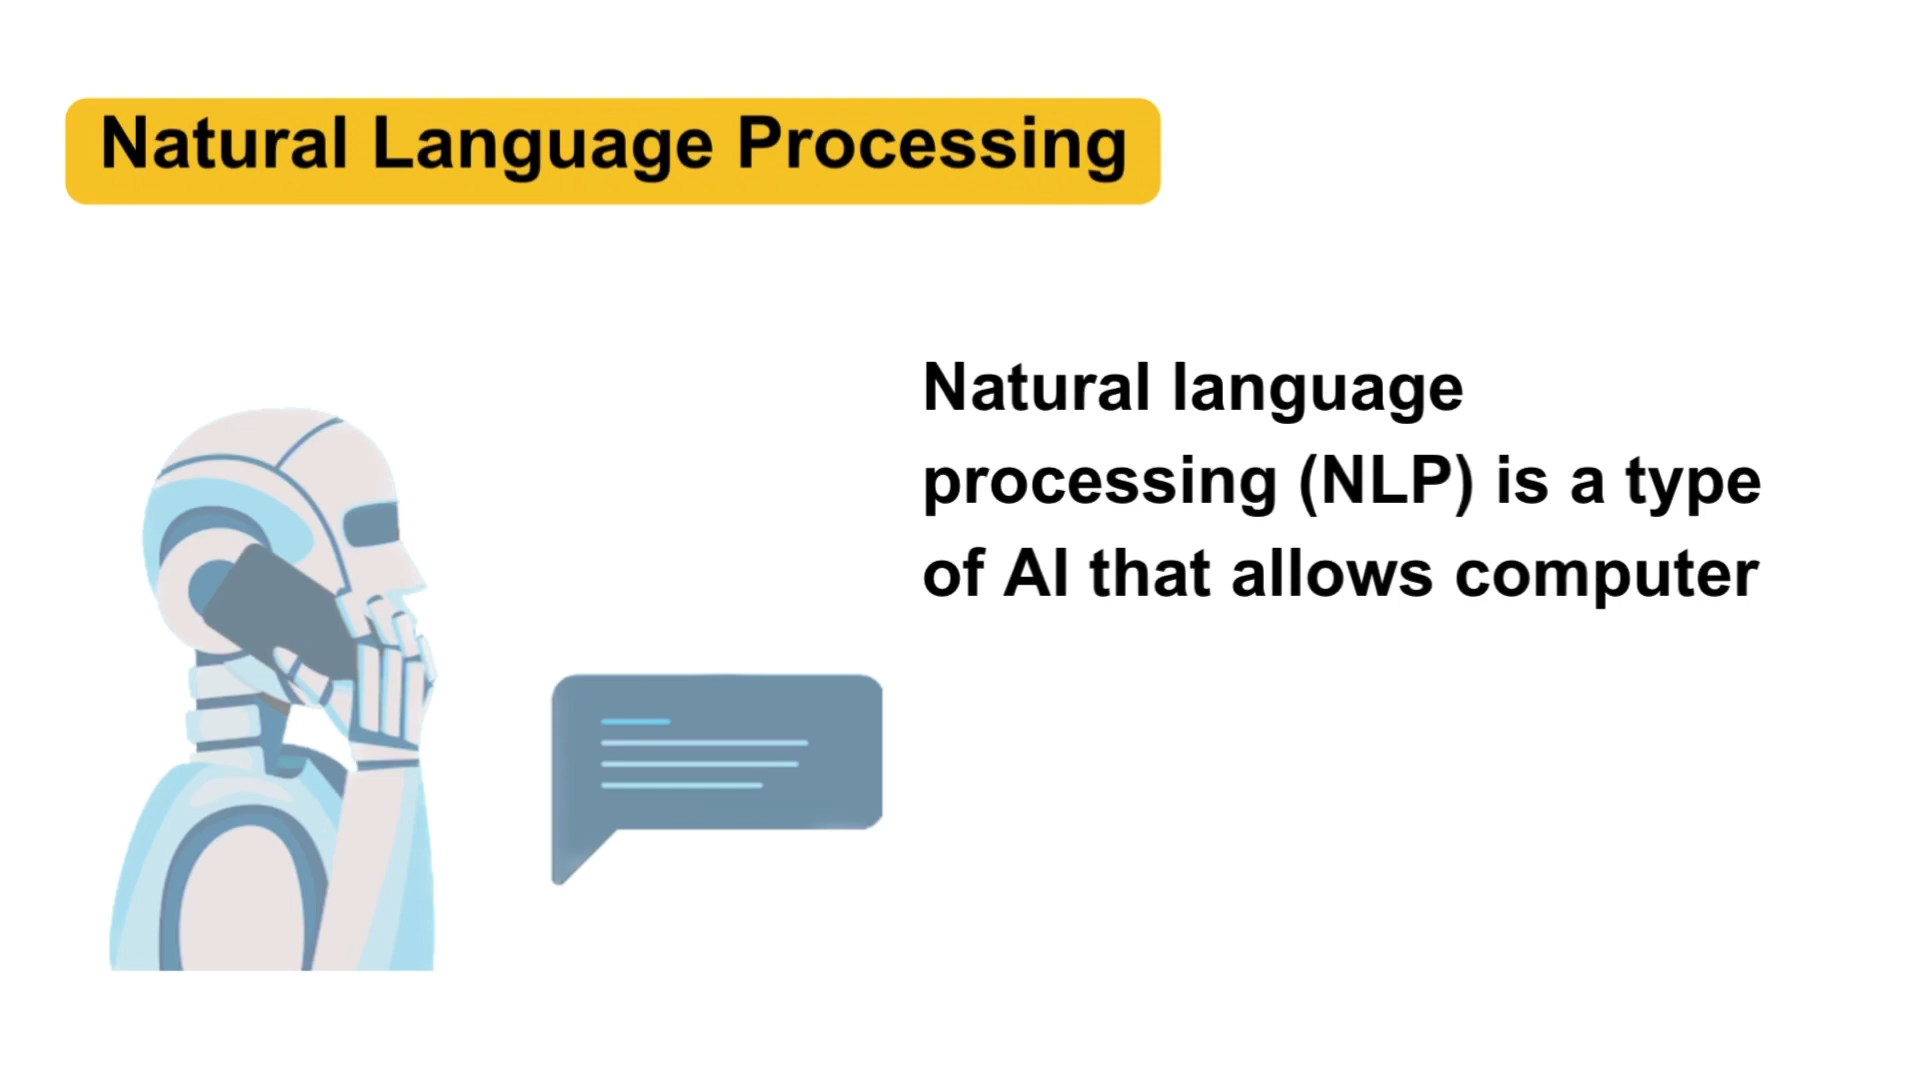 Natural Language Processing
Natural language
processing (NLP) is a type
of AI that allows computer